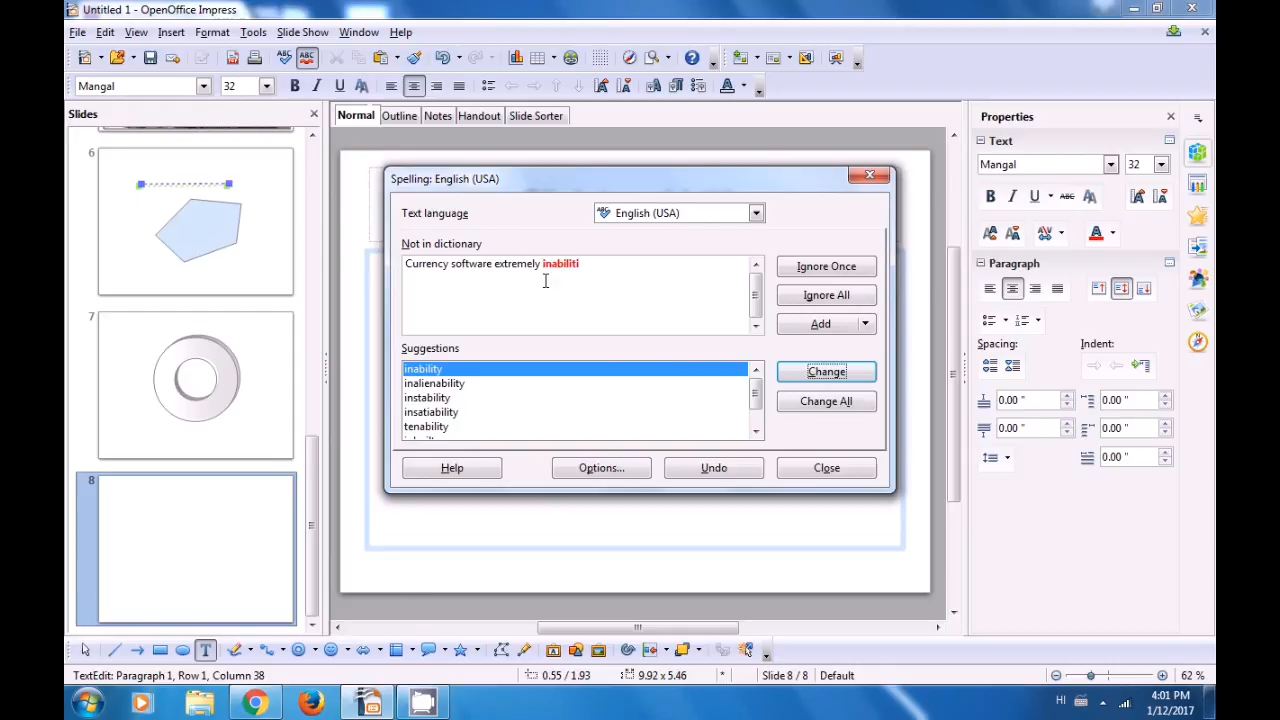 Untitled 1 - OpenOffice Impress
File Edit View Insert Format Tools Slide Show Window Help
Mangal 32
Slides
Normal Outline Notes Handout Slide Sorter
Properties
6
7
8
Spelling: English (USA)
Text language English (USA)
Not in dictionary
Currency software extremely inabiliti
Ignore Once
Ignore All
Add
Suggestions
inability
inalienability
instability
insatiability
tenability
Change
Change All
Help Options... Undo Close
Text
Mangal 32
Paragraph
Spacing: Indent:
0.00 " 0.00 "
0.00 " 0.00 "
0.00 "
TextEdit: Paragraph 1, Row 1, Column 38 0.55 / 1.93 9.92 x 5.46 * Slide 8 / 8 Default 62 %
HI 4:01 PM
1/12/2017